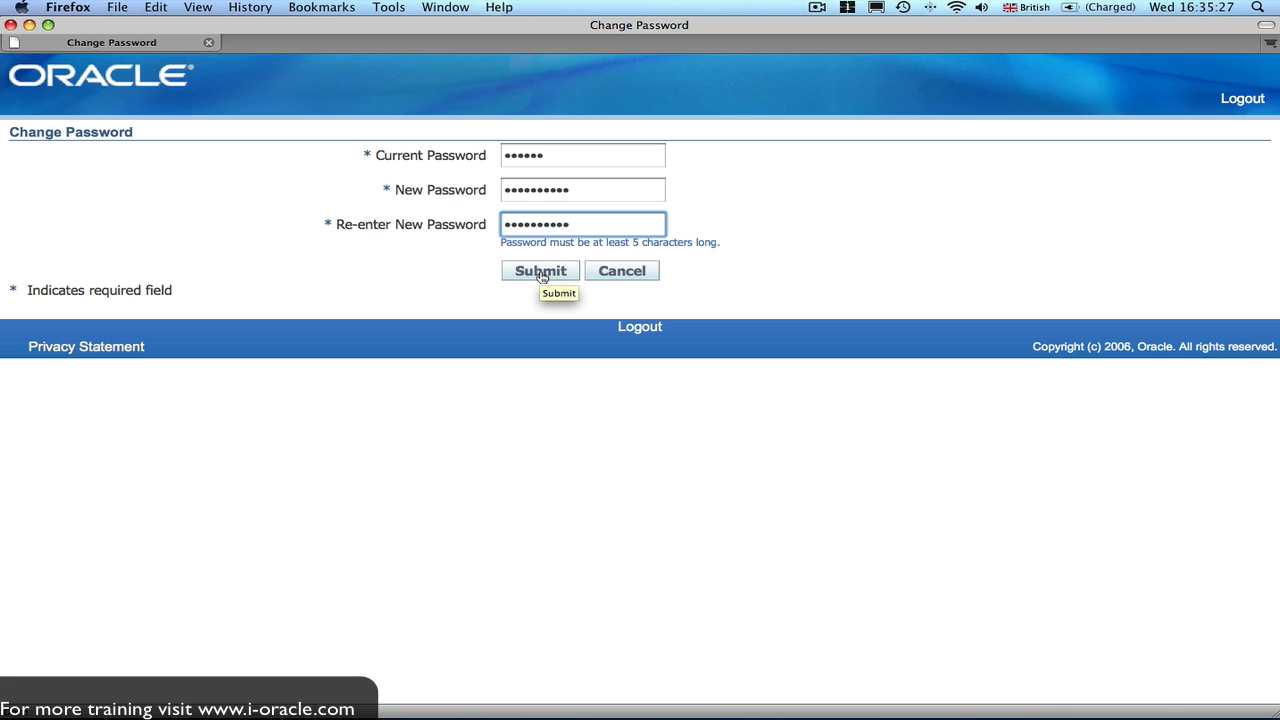 Firefox File Edit View History Bookmarks Tools Window Help British (Charged) Wed 16:35:27
Change Password
Change Password
ORACLE®
Logout
Change Password
* Current Password ••••••
* New Password ••••••••••
* Re-enter New Password ••••••••••
Password must be at least 5 characters long.
Submit Cancel
* Indicates required field
Submit
Logout
Privacy Statement Copyright (c) 2006, Oracle. All rights reserved.
For more training visit www.i-oracle.com